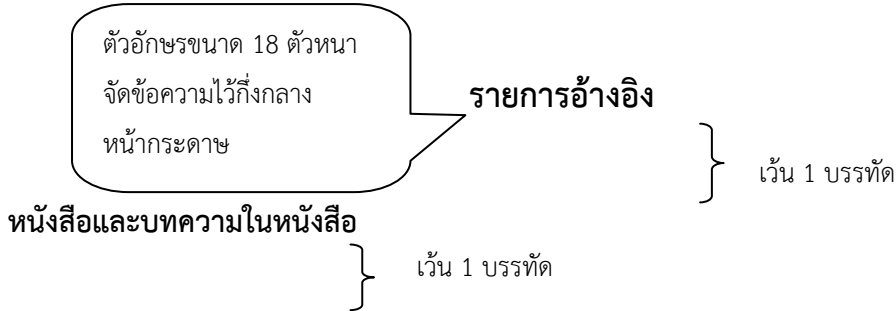 ตัวอักษรขนาด 18 ตัวหนา
จัดข้อความไว้กึ่งกลาง
หน้ากระดาษ
รายการอ้างอิง
เว้น 1 บรรทัด
หนังสือและบทความในหนังสือ
เว้น 1 บรรทัด